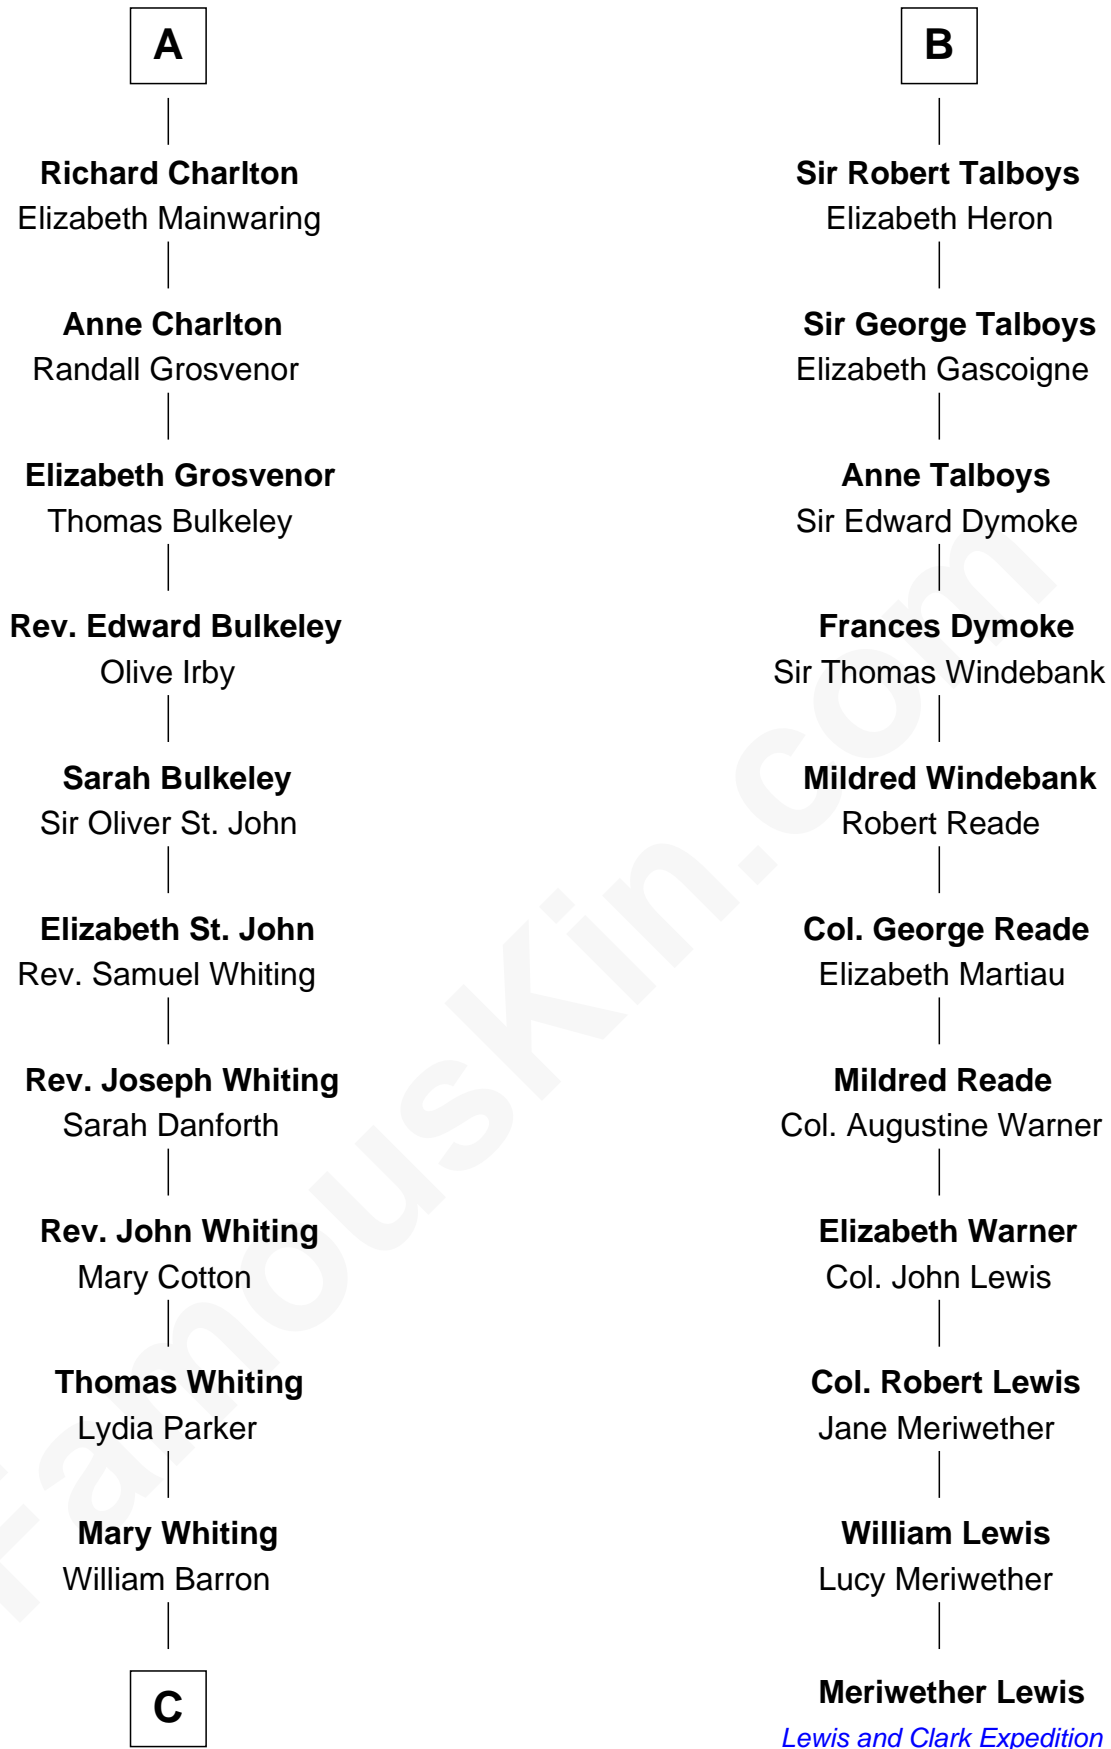 A
Richard Charlton
Elizabeth Mainwaring
Anne Charlton
Randall Grosvenor
Elizabeth Grosvenor
Thomas Bulkeley
Rev. Edward Bulkeley
Olive Irby
Sarah Bulkeley
Sir Oliver St. John
Elizabeth St. John
Rev. Samuel Whiting
Rev. Joseph Whiting
Sarah Danforth
Rev. John Whiting
Mary Cotton
Thomas Whiting
Lydia Parker
Mary Whiting
William Barron
C
B
Sir Robert Talboys
Elizabeth Heron
Sir George Talboys
Elizabeth Gascoigne
Anne Talboys
Sir Edward Dymoke
Frances Dymoke
Sir Thomas Windebank
Mildred Windebank
Robert Reade
Col. George Reade
Elizabeth Martiau
Mildred Reade
Col. Augustine Warner
Elizabeth Warner
Col. John Lewis
Col. Robert Lewis
Jane Meriwether
William Lewis
Lucy Meriwether
Meriwether Lewis
Lewis and Clark Expedition
FamousKin.com